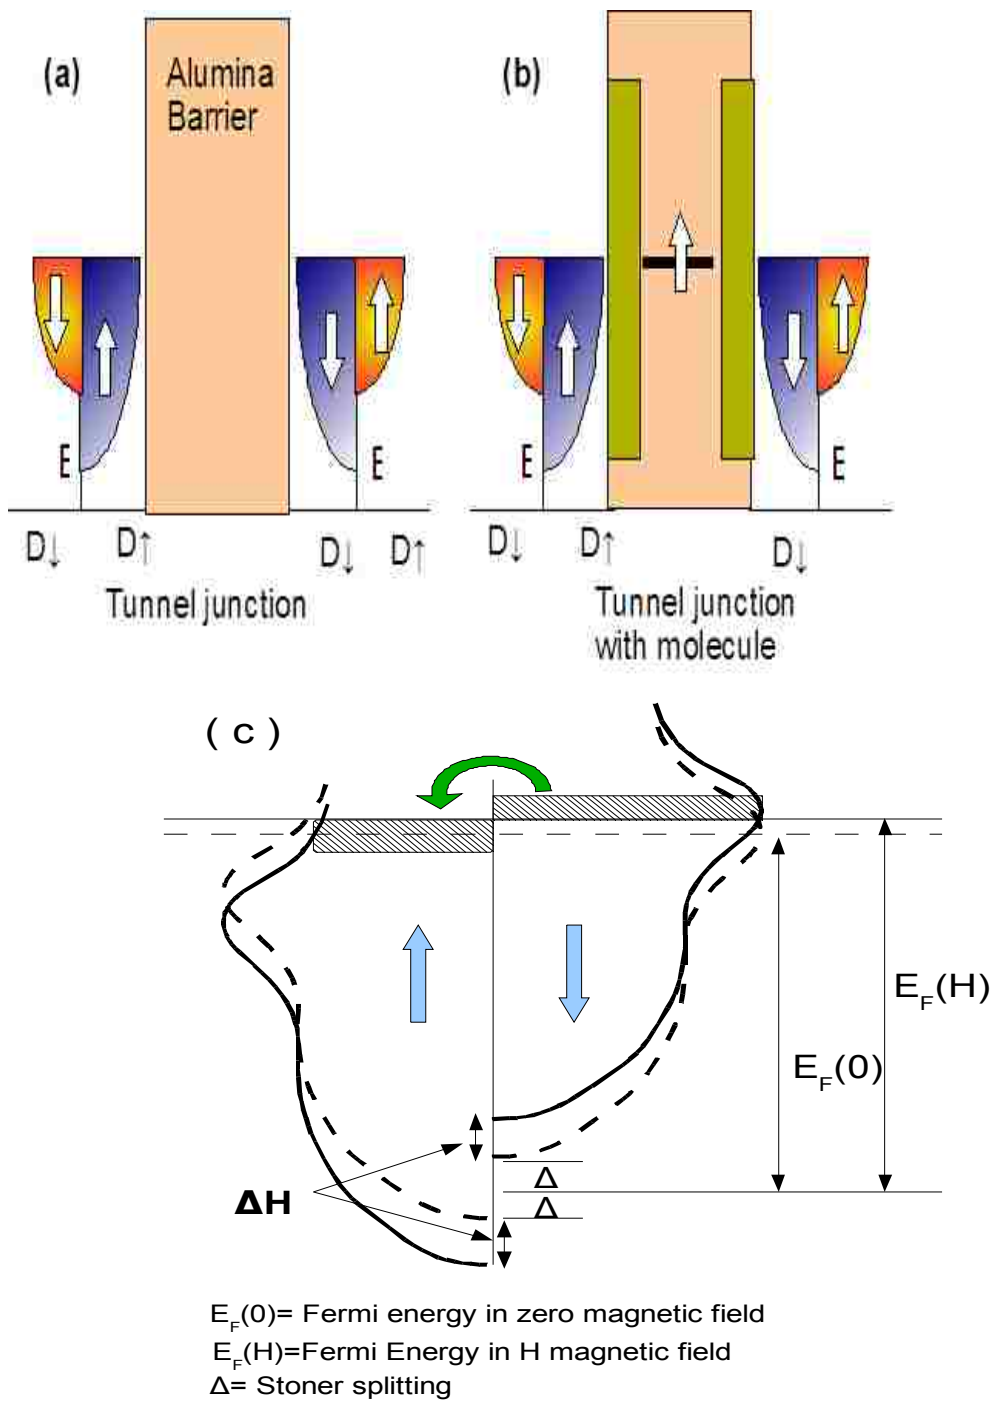 (a)
Alumina
Barrier
E
E
D↓
D↑
D↓
D↑
Tunnel junction
(b)
E
E
D↓
D↑
D↓
Tunnel junction
with molecule
( c )
E_F(H)
E_F(0)
Δ
Δ
ΔH
E_F(0)= Fermi energy in zero magnetic field
E_F(H)=Fermi Energy in H magnetic field
Δ= Stoner splitting